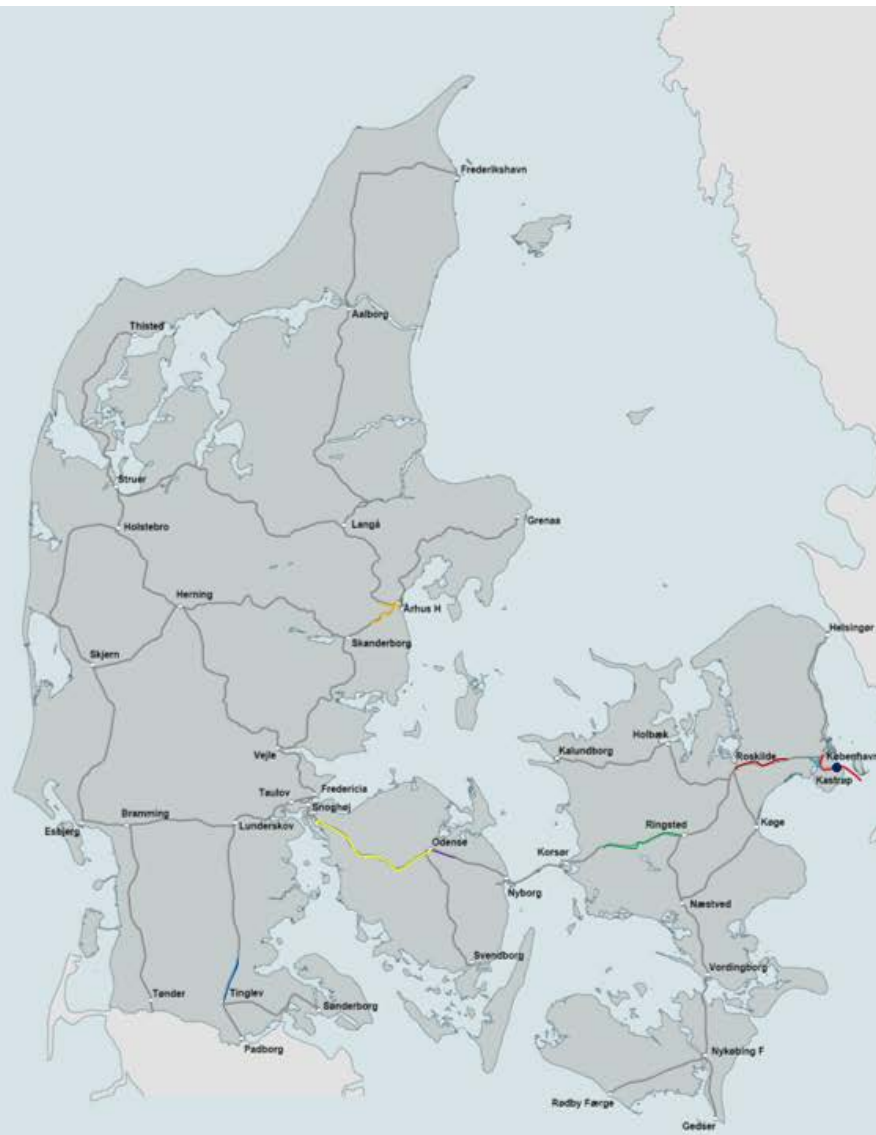 Frederikshavn
Aalborg
Thisted
Struer
Holstebro
Langå
Grenaa
Herning
Århus H
Skanderborg
Skjern
Helsingør
Holbæk
Kalundborg
Roskilde
København
Kastrup
Vejle
Fredericia
Taulov
Snoghøj
Esbjerg
Bramming
Lunderskov
Odense
Korsør
Ringsted
Køge
Nyborg
Næstved
Svendborg
Vordingborg
Tønder
Tinglev
Sønderborg
Padborg
Nykøbing F
Rødby Færge
Gedser